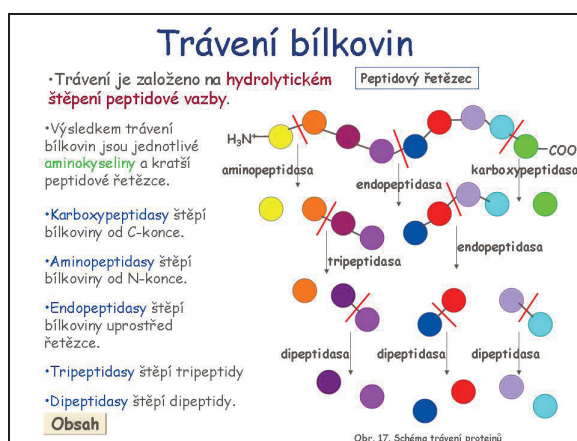 Trávení bílkovin
•Trávení je založeno na hydrolytickém
štěpení peptidové vazby.
Peptidový řetězec
•Výsledkem trávení
bílkovin jsou jednotlivé
aminokyseliny a kratší
peptidové řetězce.
•Karboxypeptidasy štěpí
bílkoviny od C-konce.
•Aminopeptidasy štěpí
bílkoviny od N-konce.
•Endopeptidasy štěpí
bílkoviny uprostřed
řetězce.
•Tripeptidasy štěpí tripeptidy
•Dipeptidasy štěpí dipeptidy.
Obsah
H₃N⁺
COO
aminopeptidasa
endopeptidasa
karboxypeptidasa
tripeptidasa
endopeptidasa
dipeptidasa
dipeptidasa
dipeptidasa
Obr. 17. Schéma trávení proteinů